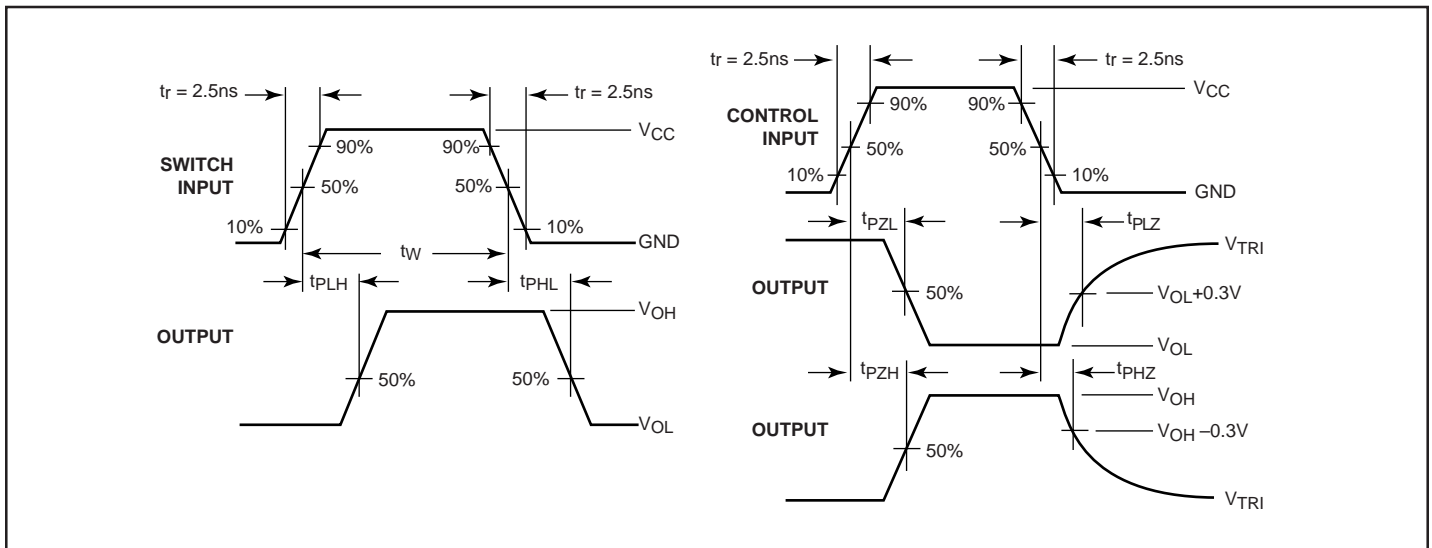 tr = 2.5ns
tr = 2.5ns
VCC
90%
90%
SWITCH
INPUT
50%
50%
10%
10%
GND
tW
tPLH
tPHL
VOH
OUTPUT
50%
50%
VOL
tr = 2.5ns
tr = 2.5ns
VCC
90%
90%
CONTROL
INPUT
50%
50%
10%
10%
GND
tPZL
tPLZ
VTRI
OUTPUT
50%
VOL+0.3V
VOL
tPZH
tPHZ
VOH
VOH –0.3V
OUTPUT
50%
VTRI